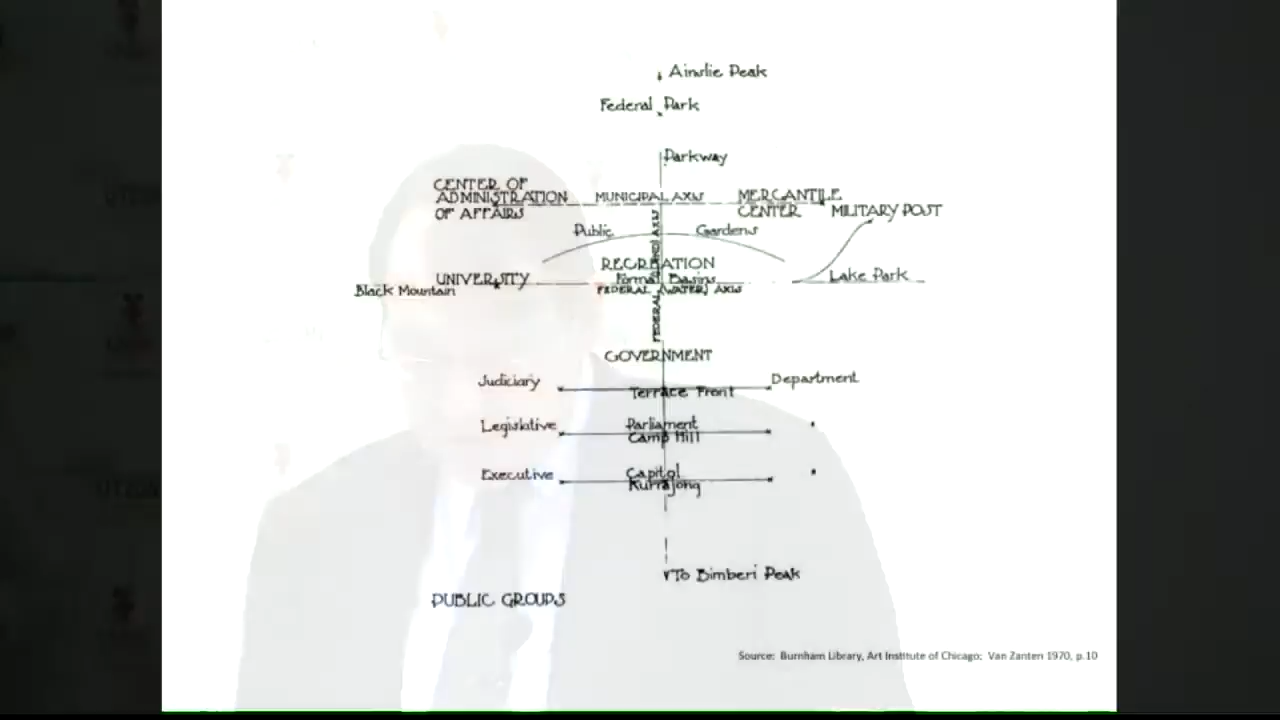 Ainslie Peak
Federal Park
Parkway
CENTER OF
ADMINISTRATION
OF AFFAIRS
MUNICIPAL AXIS
MERCANTILE
CENTER
MILITARY POST
Public Gardens
FEDERAL (LAND) AXIS
RECREATION
UNIVERSITY
Formal Basins
Lake Park
Black Mountain
FEDERAL (WATER) AXIS
GOVERNMENT
Judiciary
Department
Terrace Front
Legislative
Parliament
Camp Hill
Executive
Capitol
Kurrajong
To Bimberi Peak
PUBLIC GROUPS
Source: Burnham Library, Art Institute of Chicago; Van Zanten 1970, p.10